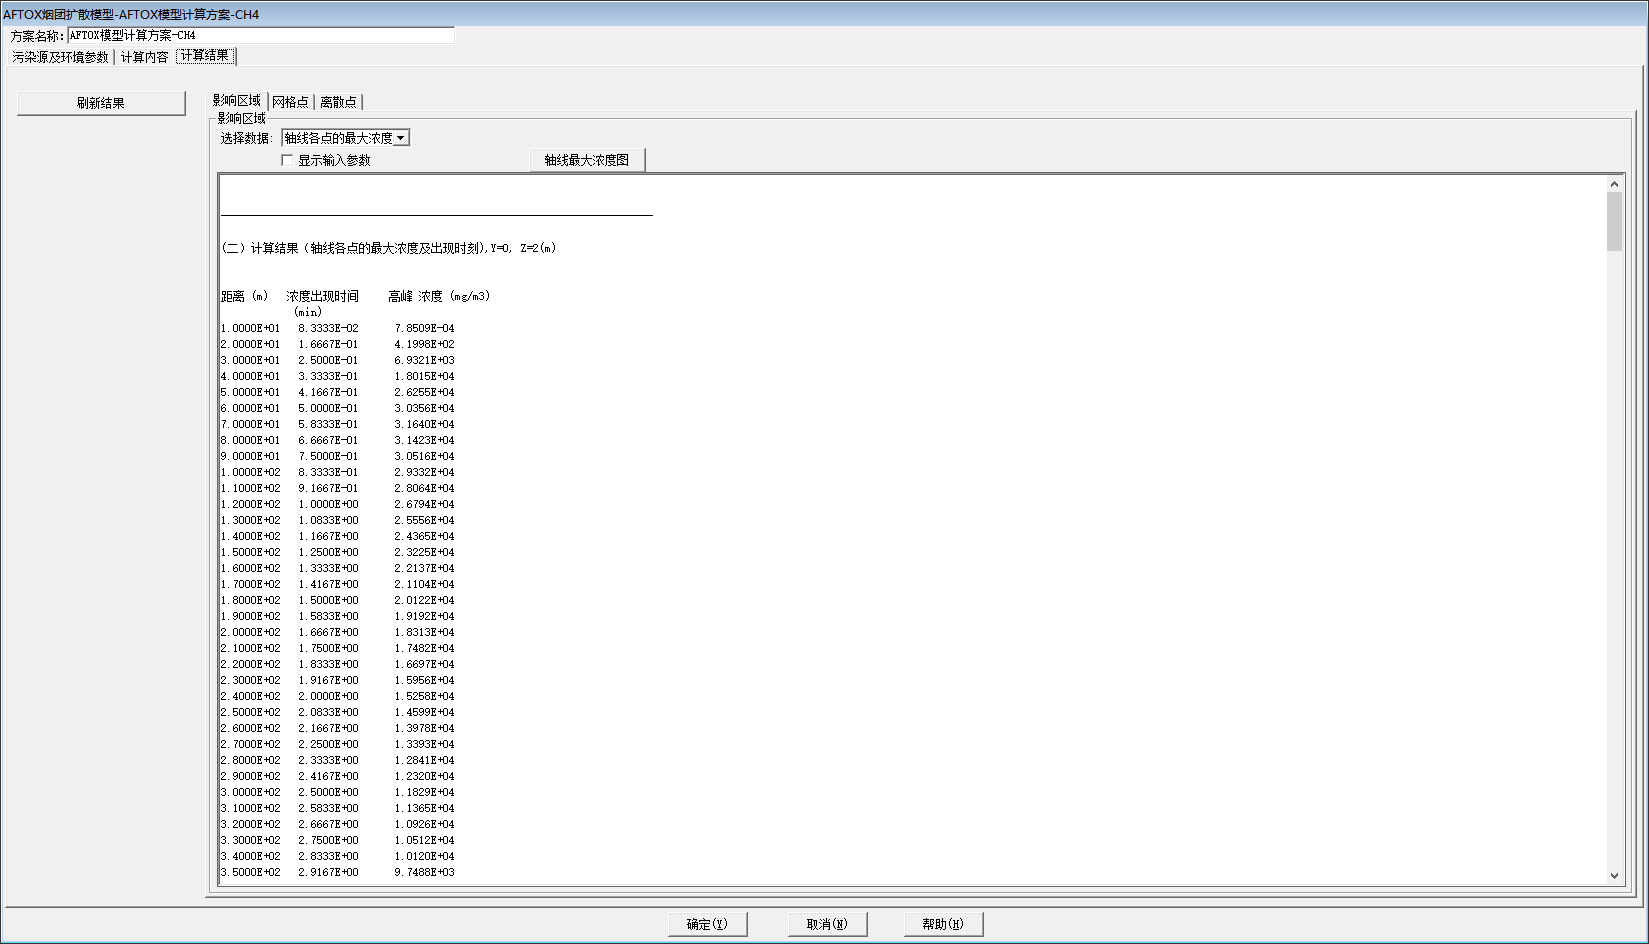 AFTOX烟团扩散模型-AFTOX模型计算方案-CH4
方案名称: AFTOX模型计算方案-CH4
污染源及环境参数 计算内容 计算结果
刷新结果
影响区域 网格点 离散点
影响区域
选择数据: 轴线各点的最大浓度
显示输入参数 轴线最大浓度图
(二) 计算结果 (轴线各点的最大浓度及出现时刻),Y=0, Z=2(m)
距离 (m) 浓度出现时间 高峰 浓度 (mg/m3)
(min)
1.0000E+01 8.3333E-02 7.8509E-04
2.0000E+01 1.6667E-01 4.1998E+02
3.0000E+01 2.5000E-01 6.9321E+03
4.0000E+01 3.3333E-01 1.8015E+04
5.0000E+01 4.1667E-01 2.6255E+04
6.0000E+01 5.0000E-01 3.0356E+04
7.0000E+01 5.8333E-01 3.1640E+04
8.0000E+01 6.6667E-01 3.1423E+04
9.0000E+01 7.5000E-01 3.0516E+04
1.0000E+02 8.3333E-01 2.9332E+04
1.1000E+02 9.1667E-01 2.8064E+04
1.2000E+02 1.0000E+00 2.6794E+04
1.3000E+02 1.0833E+00 2.5556E+04
1.4000E+02 1.1667E+00 2.4365E+04
1.5000E+02 1.2500E+00 2.3225E+04
1.6000E+02 1.3333E+00 2.2137E+04
1.7000E+02 1.4167E+00 2.1104E+04
1.8000E+02 1.5000E+00 2.0122E+04
1.9000E+02 1.5833E+00 1.9192E+04
2.0000E+02 1.6667E+00 1.8313E+04
2.1000E+02 1.7500E+00 1.7482E+04
2.2000E+02 1.8333E+00 1.6697E+04
2.3000E+02 1.9167E+00 1.5956E+04
2.4000E+02 2.0000E+00 1.5258E+04
2.5000E+02 2.0833E+00 1.4599E+04
2.6000E+02 2.1667E+00 1.3978E+04
2.7000E+02 2.2500E+00 1.3393E+04
2.8000E+02 2.3333E+00 1.2841E+04
2.9000E+02 2.4167E+00 1.2320E+04
3.0000E+02 2.5000E+00 1.1829E+04
3.1000E+02 2.5833E+00 1.1365E+04
3.2000E+02 2.6667E+00 1.0926E+04
3.3000E+02 2.7500E+00 1.0512E+04
3.4000E+02 2.8333E+00 1.0120E+04
3.5000E+02 2.9167E+00 9.7488E+03
确定(Y) 取消(N) 帮助(H)